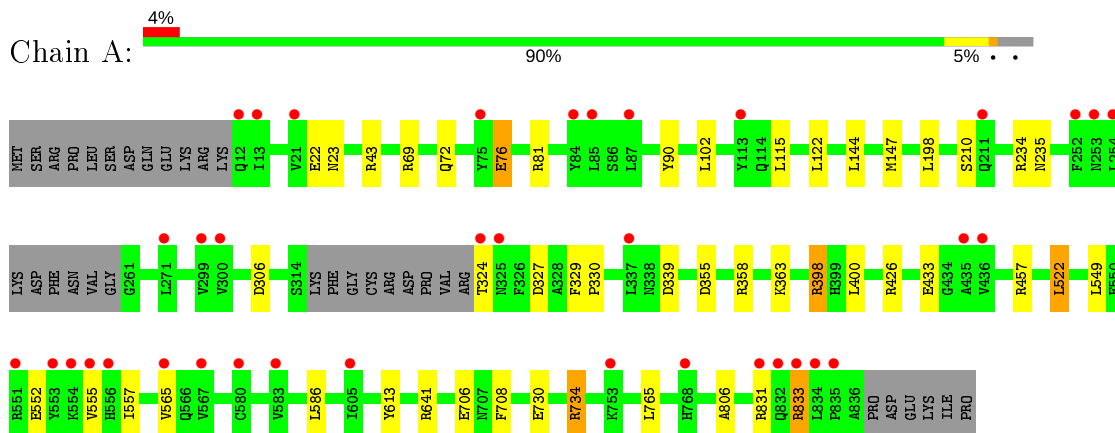 4%
Chain A:
90% 5% • •
MET SER ARG PRO LEU SER ASP GLN GLU LYS ARG LYS Q12 I13 V21 E22 N23 R43 R69 Q72 Y75 E76 R81 Y84 L85 S86 L87 Y90 L102 Y113 Q114 L115 L122 L144 M147 L198 S210 Q211 R234 N235 F252 N253 L254
LYS ASP PHE ASN VAL GLY G261 L271 V299 V300 D306 S314 LYS PHE GLY CYS ARG ASP PRO VAL ARG T324 N325 F326 D327 A328 F329 P330 L337 N338 D339 D355 R358 K363 R398 H399 L400 R426 E433 G434 A435 V436 R457 L522 L549 E550
R551 E552 Y553 K554 V555 H556 I557 V565 Q566 V567 C580 V583 L586 I605 Y613 R641 E706 N707 F708 E730 R734 K753 L765 H768 A806 R831 Q832 R833 L834 P835 A836 PRO ASP GLU LYS ILE PRO